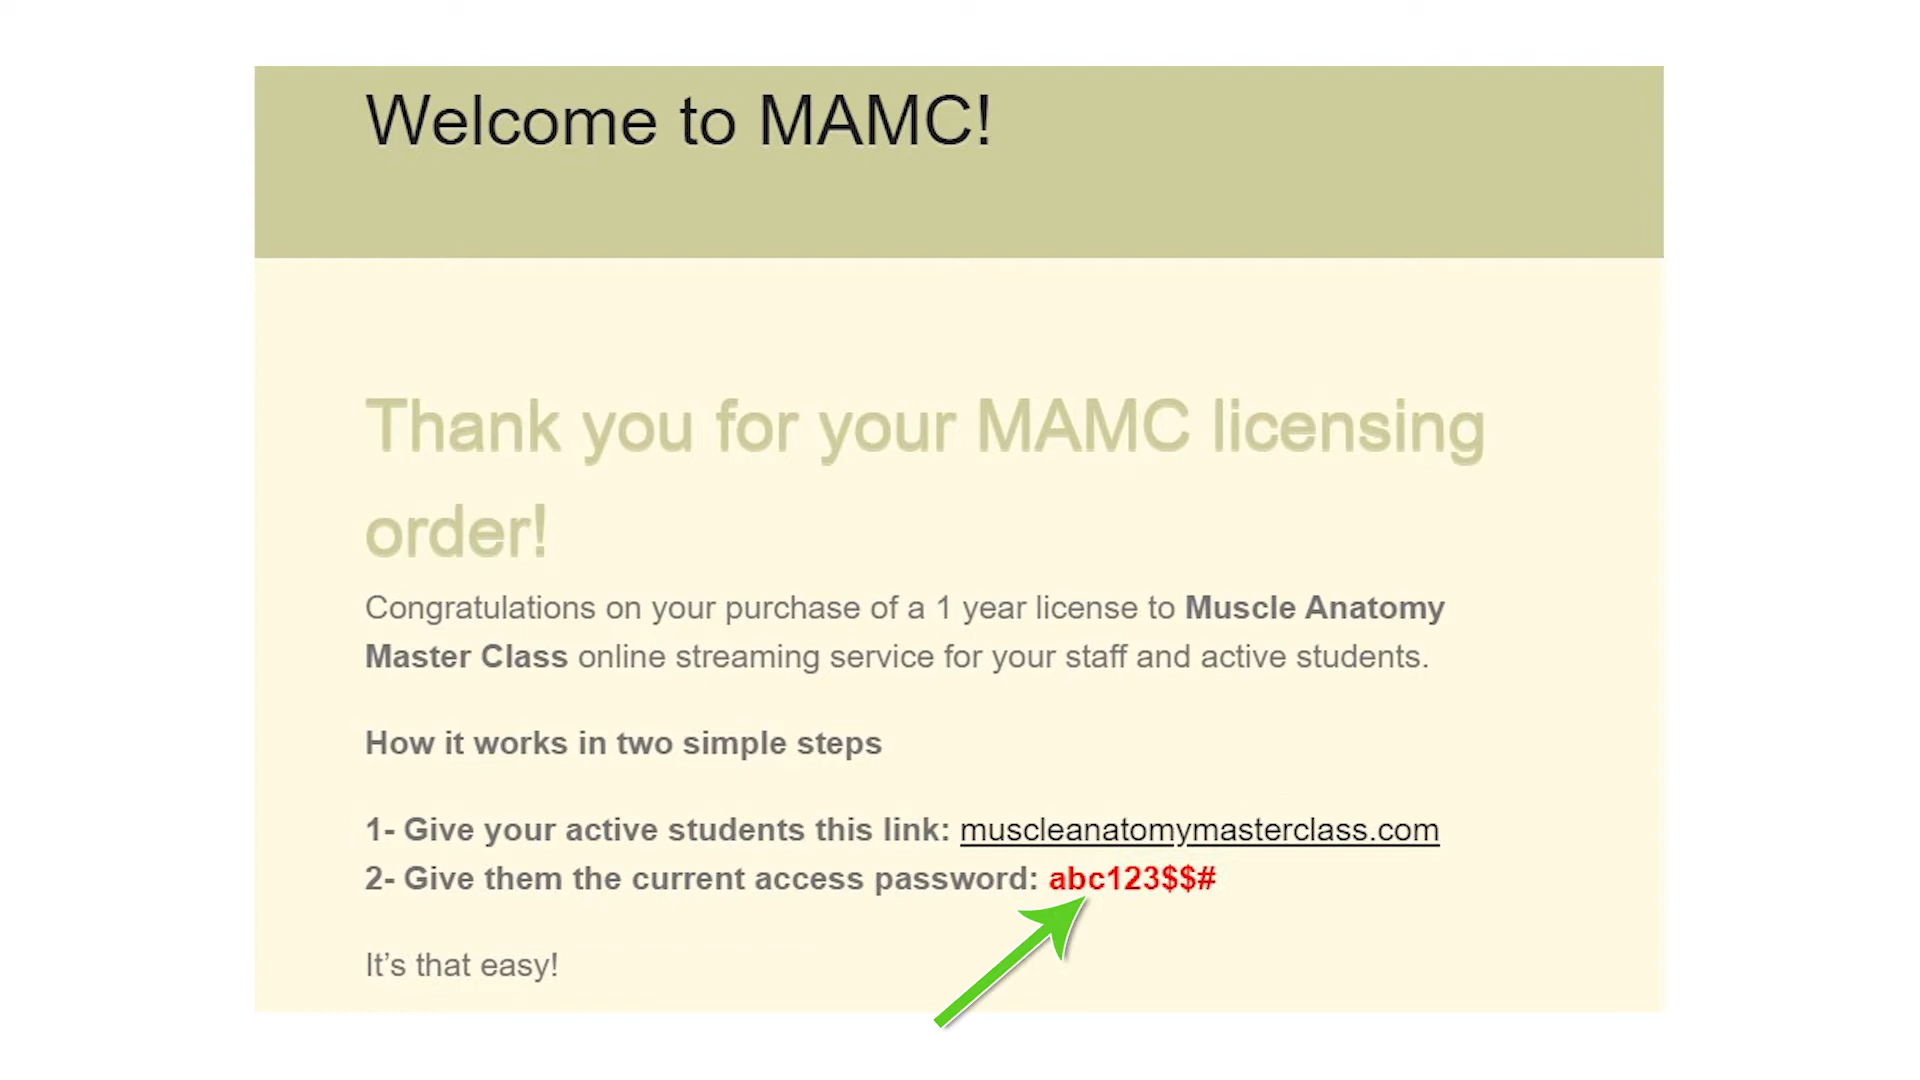 Welcome to MAMC!
Thank you for your MAMC licensing
order!
Congratulations on your purchase of a 1 year license to Muscle Anatomy
Master Class online streaming service for your staff and active students.
How it works in two simple steps
1- Give your active students this link: muscleanatomymasterclass.com
2- Give them the current access password: abc123$$#
It’s that easy!